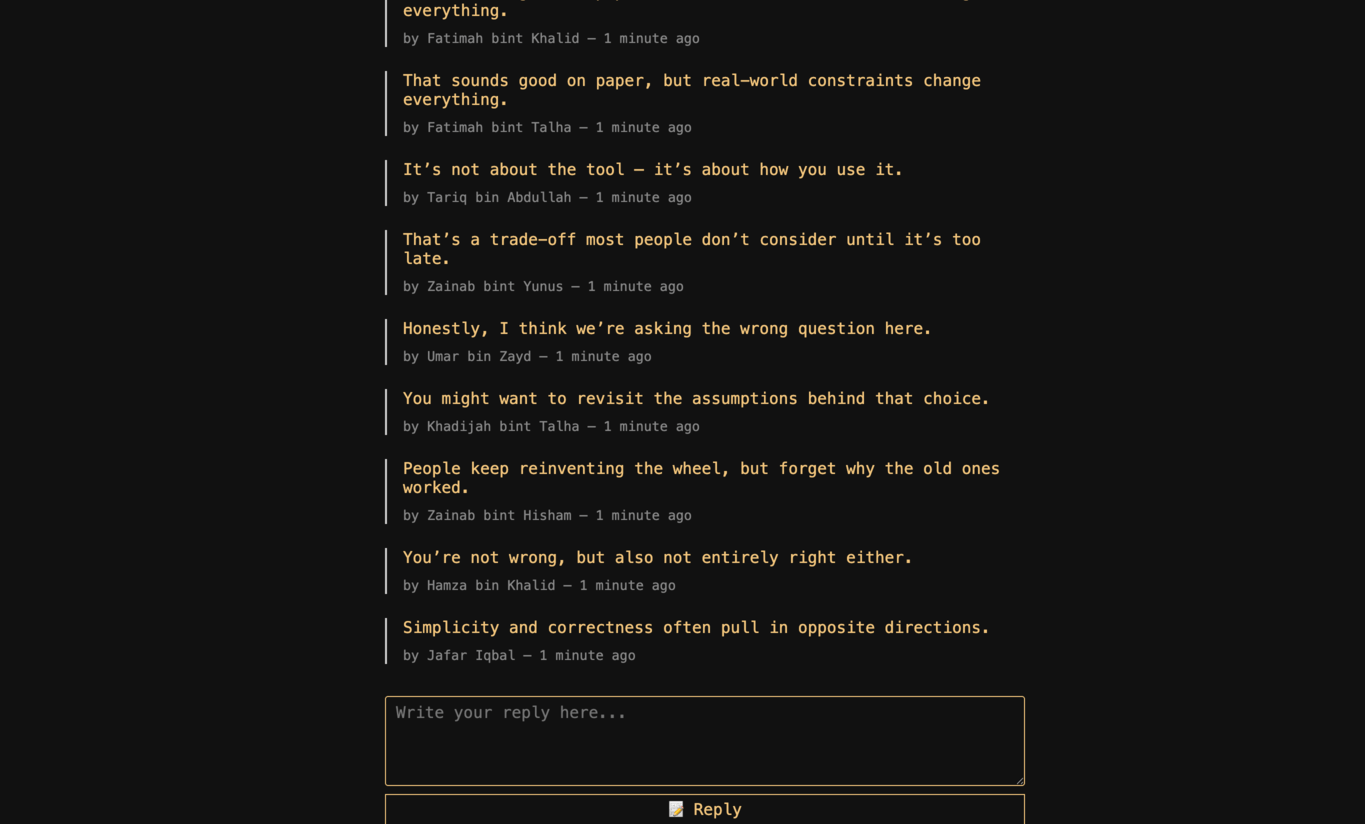 everything.
by Fatimah bint Khalid — 1 minute ago
That sounds good on paper, but real-world constraints change
everything.
by Fatimah bint Talha — 1 minute ago
It’s not about the tool — it’s about how you use it.
by Tariq bin Abdullah — 1 minute ago
That’s a trade-off most people don’t consider until it’s too
late.
by Zainab bint Yunus — 1 minute ago
Honestly, I think we’re asking the wrong question here.
by Umar bin Zayd — 1 minute ago
You might want to revisit the assumptions behind that choice.
by Khadijah bint Talha — 1 minute ago
People keep reinventing the wheel, but forget why the old ones
worked.
by Zainab bint Hisham — 1 minute ago
You’re not wrong, but also not entirely right either.
by Hamza bin Khalid — 1 minute ago
Simplicity and correctness often pull in opposite directions.
by Jafar Iqbal — 1 minute ago
Write your reply here...
📝 Reply